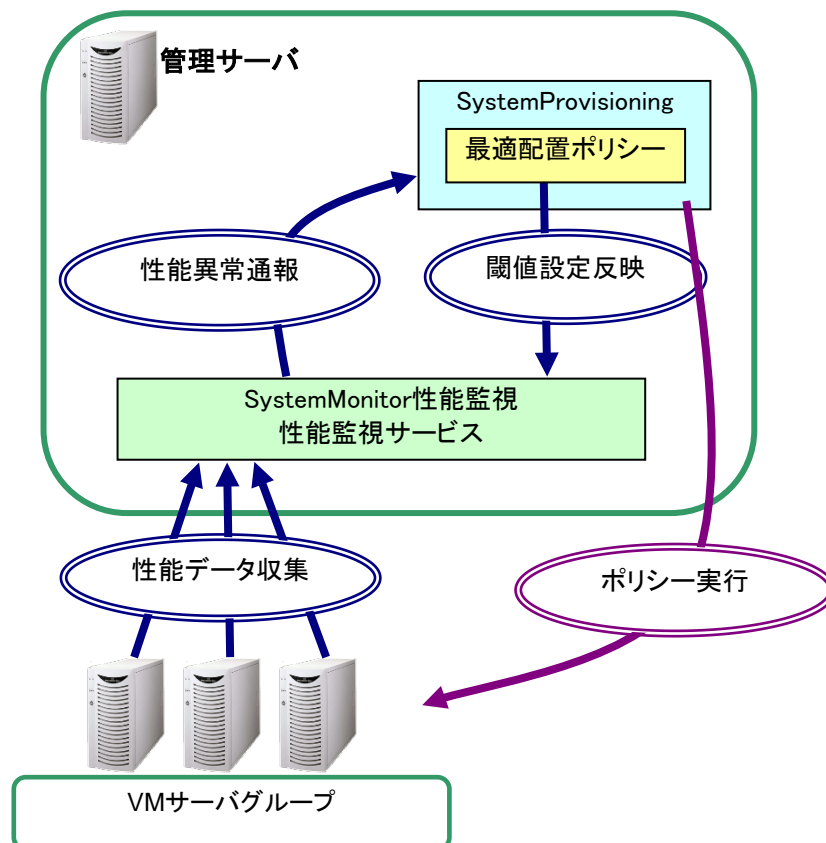 管理サーバ
SystemProvisioning
最適配置ポリシー
性能異常通報
閾値設定反映
SystemMonitor性能監視
性能監視サービス
性能データ収集
ポリシー実行
VMサーバグループ